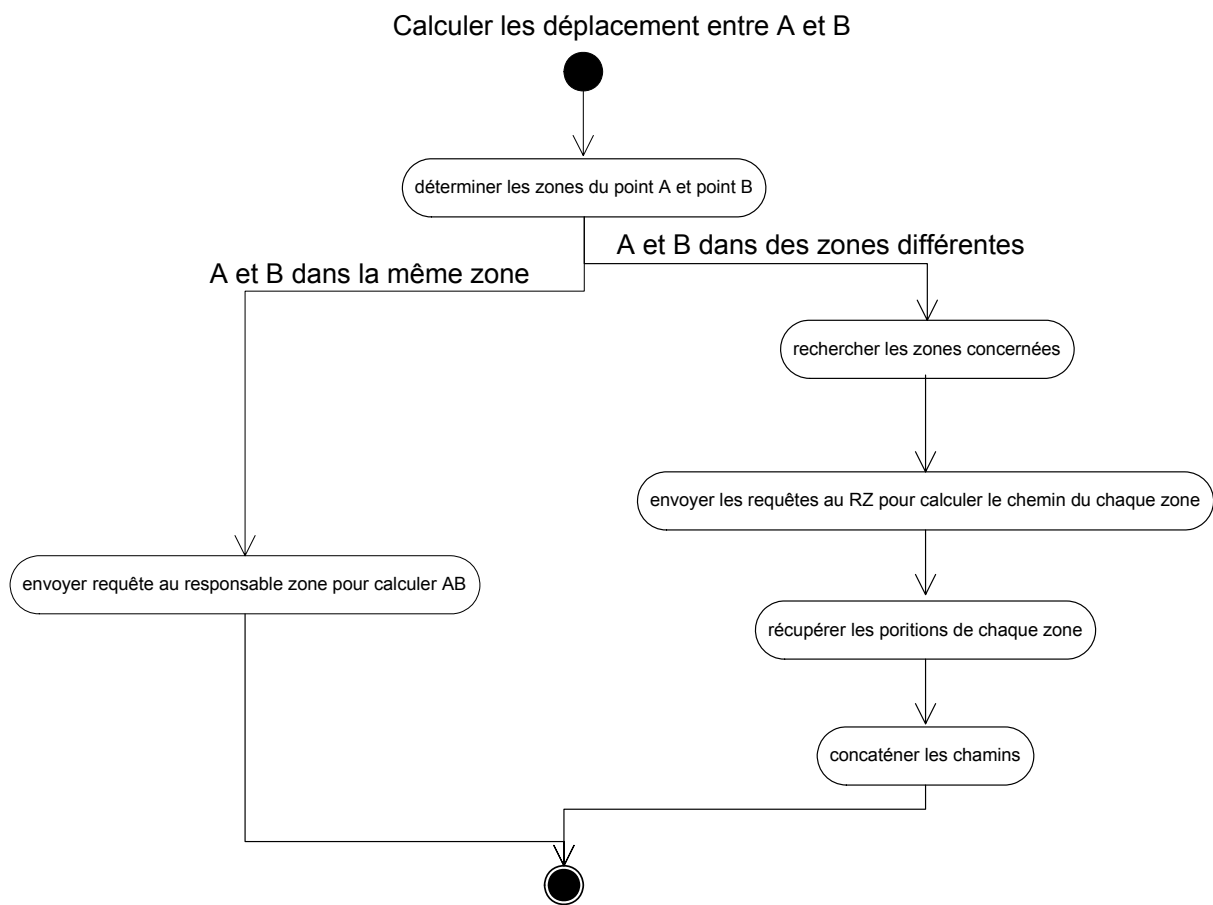 Calculer les déplacement entre A et B
déterminer les zones du point A et point B
A et B dans des zones différentes
A et B dans la même zone
rechercher les zones concernées
envoyer les requêtes au RZ pour calculer le chemin du chaque zone
envoyer requête au responsable zone pour calculer AB
récupérer les poritions de chaque zone
concaténer les chamins